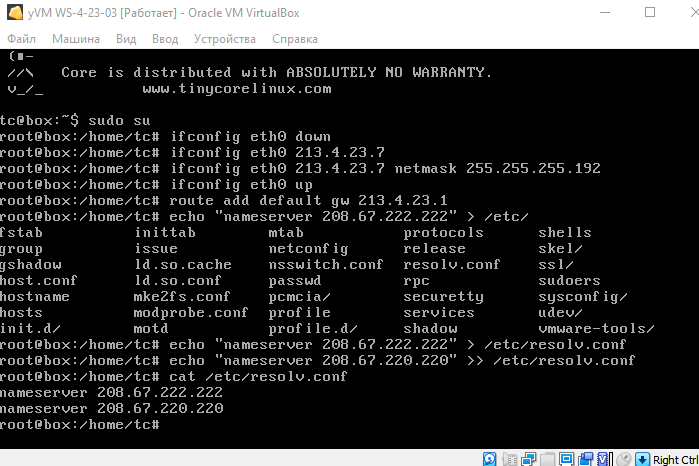 yVM WS-4-23-03 [Работает] - Oracle VM VirtualBox
Файл Машина Вид Ввод Устройства Справка
(▪-
//\ Core is distributed with ABSOLUTELY NO WARRANTY.
v_/_ www.tinycorelinux.com
tc@box:~$ sudo su
root@box:/home/tc# ifconfig eth0 down
root@box:/home/tc# ifconfig eth0 213.4.23.7
root@box:/home/tc# ifconfig eth0 213.4.23.7 netmask 255.255.255.192
root@box:/home/tc# ifconfig eth0 up
root@box:/home/tc# route add default gw 213.4.23.1
root@box:/home/tc# echo "nameserver 208.67.222.222" > /etc/
fstab inittab mtab protocols shells
group issue netconfig release skel/
gshadow ld.so.cache nsswitch.conf resolv.conf ssl/
host.conf ld.so.conf passwd rpc sudoers
hostname mke2fs.conf pcmcia/ securetty sysconfig/
hosts modprobe.conf profile services udev/
init.d/ motd profile.d/ shadow vmware-tools/
root@box:/home/tc# echo "nameserver 208.67.222.222" > /etc/resolv.conf
root@box:/home/tc# echo "nameserver 208.67.220.220" >> /etc/resolv.conf
root@box:/home/tc# cat /etc/resolv.conf
nameserver 208.67.222.222
nameserver 208.67.220.220
root@box:/home/tc#
Right Ctrl